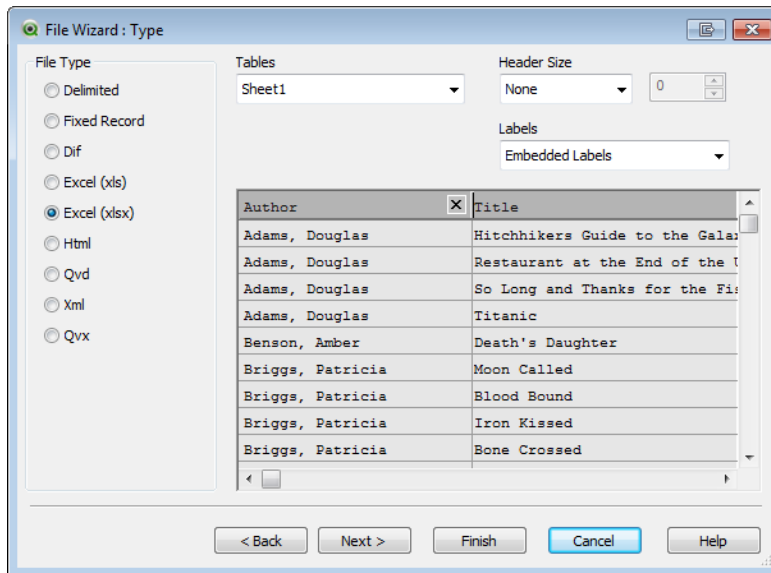 File Wizard : Type
File Type
Delimited
Fixed Record
Dif
Excel (xls)
Excel (xlsx)
Html
Qvd
Xml
Qvx
Tables
Sheet1
Header Size
None
0
Labels
Embedded Labels
Author Title
Adams, Douglas Hitchhikers Guide to the Gala
Adams, Douglas Restaurant at the End of the
Adams, Douglas So Long and Thanks for the Fis
Adams, Douglas Titanic
Benson, Amber Death's Daughter
Briggs, Patricia Moon Called
Briggs, Patricia Blood Bound
Briggs, Patricia Iron Kissed
Briggs, Patricia Bone Crossed
< Back Next > Finish Cancel Help